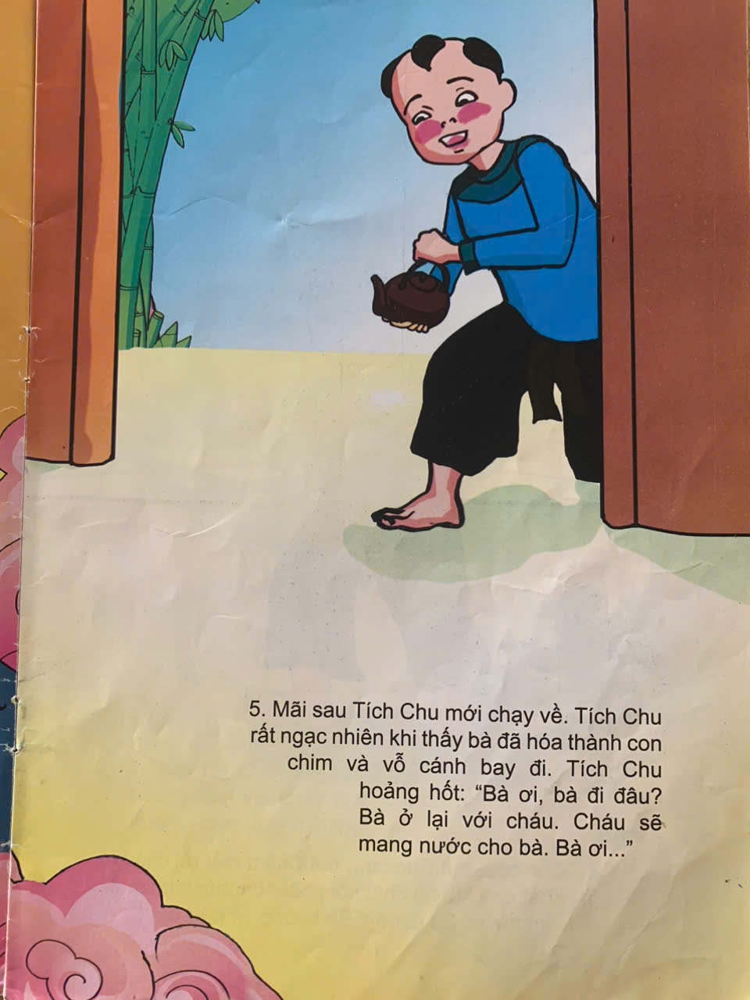 5. Mãi sau Tích Chu mới chạy về. Tích Chu
rất ngạc nhiên khi thấy bà đã hóa thành con
chim và vỗ cánh bay đi. Tích Chu
hoảng hốt: “Bà ơi, bà đi đâu?
Bà ở lại với cháu. Cháu sẽ
mang nước cho bà. Bà ơi...”